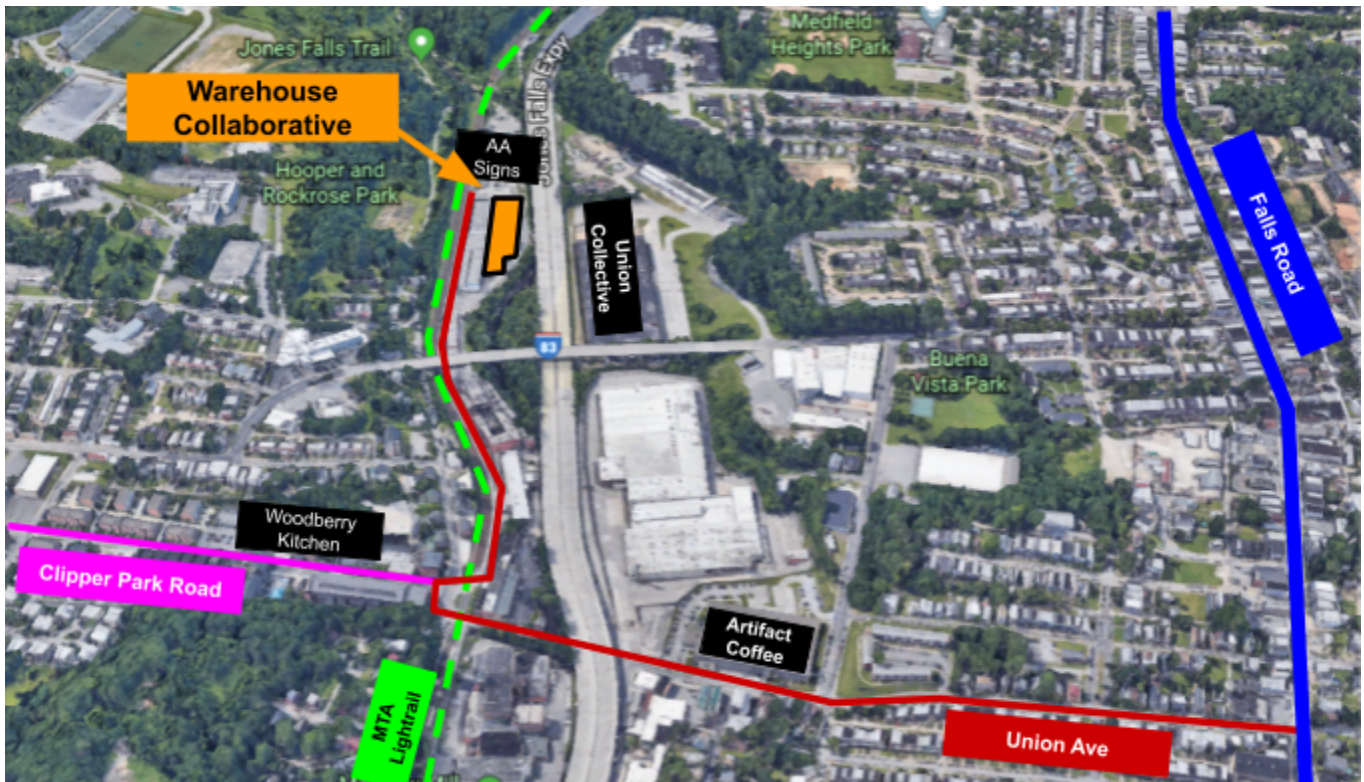 Jones Falls Trail
Medfield
Heights Park
Warehouse
Collaborative
Jones Falls Expy
AA
Signs
Hooper and
Rockrose Park
Union
Collective
Falls Road
83
Buena
Vista Park
Woodberry
Kitchen
Clipper Park Road
Artifact
Coffee
MTA
Lightrail
Union Ave